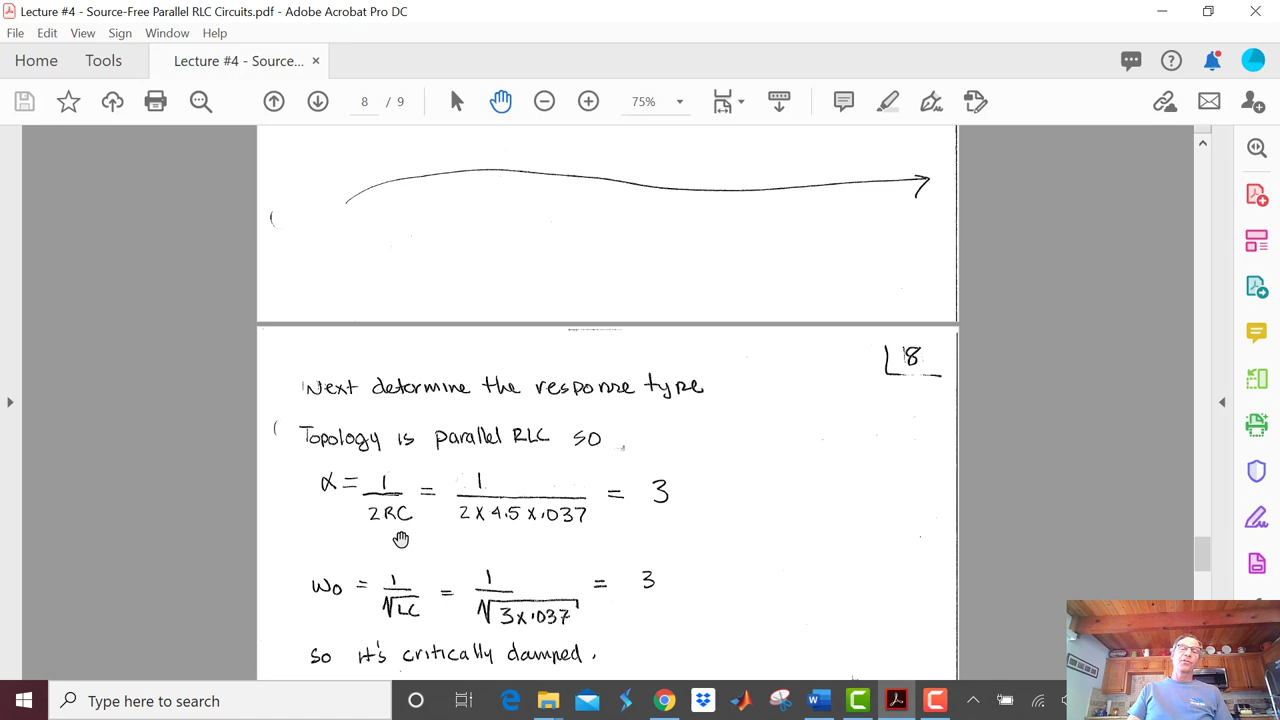 Lecture #4 - Source-Free Parallel RLC Circuits.pdf - Adobe Acrobat Pro DC
File Edit View Sign Window Help
Home Tools Lecture #4 - Source... ×
8 / 9 75%
8
Next determine the response type
Topology is parallel RLC so
α = 1 / 2RC = 1 / 2 x 4.5 x .037 = 3
ω0 = 1 / √LC = 1 / √3 x .037 = 3
so it's critically damped.
Type here to search